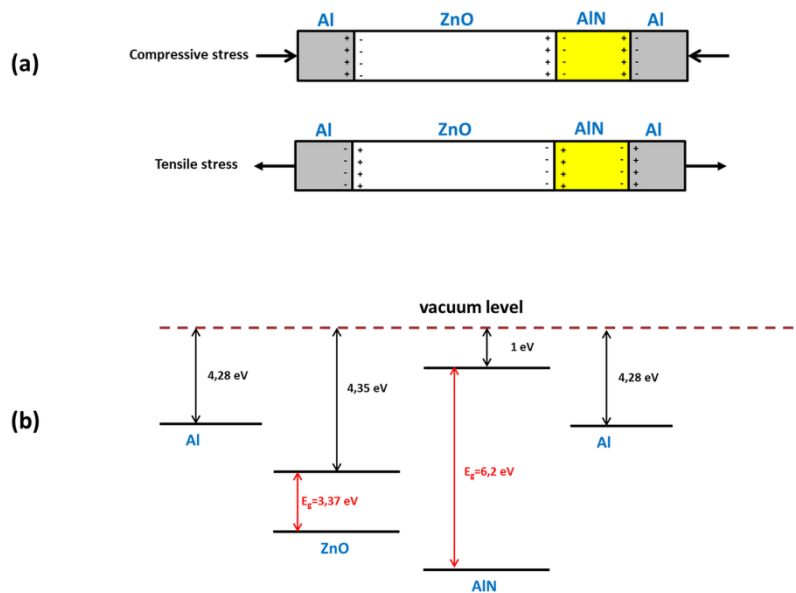 Al ZnO AlN Al
(a)
Compressive stress
+ - + - + -
+ - + - + -
+ - + - + -
+ - + - + -
Al ZnO AlN Al
Tensile stress
- + - + - +
- + - + - +
- + - + - +
- + - + - +
vacuum level
1 eV
4,28 eV 4,35 eV 4,28 eV
(b)
Al Al
Eg=3,37 eV Eg=6,2 eV
ZnO
AlN